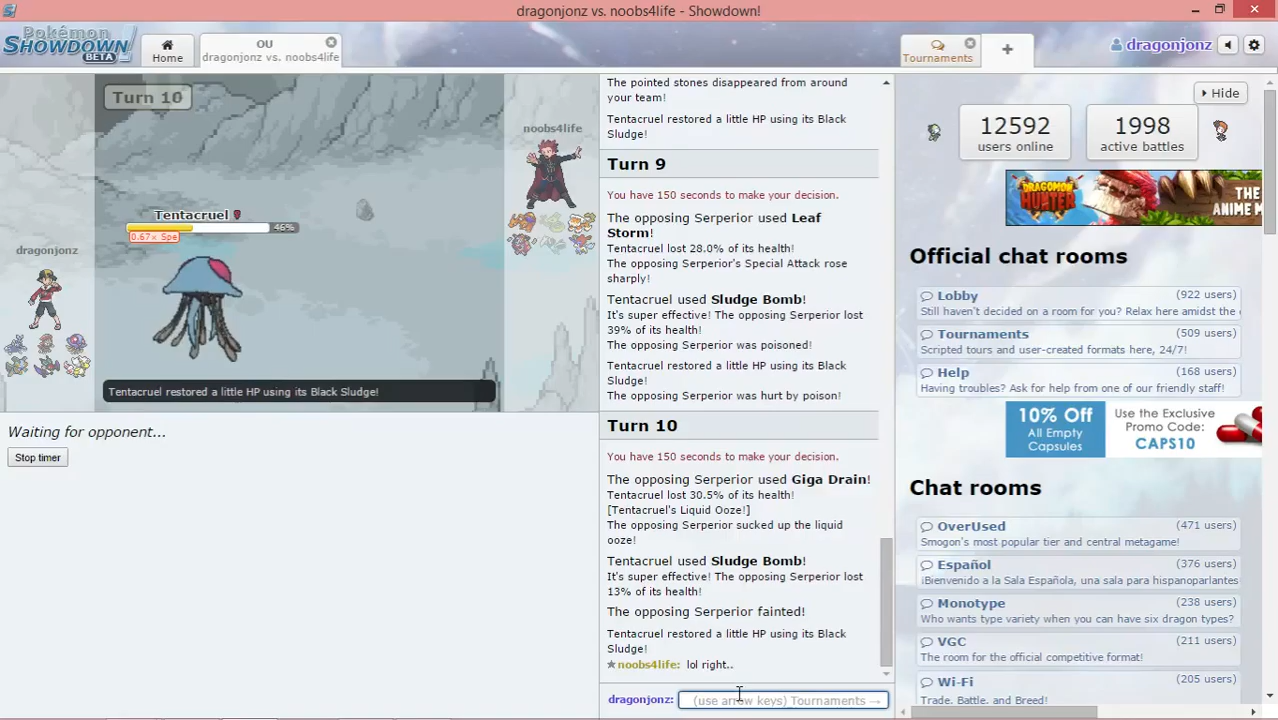 dragonjonz vs. noobs4life - Showdown!
Pokémon
Showdown!
BETA
Home
OU
dragonjonz vs. noobs4life
Tournaments
dragonjonz
Turn 10
noobs4life
Tentacruel
46%
0.67× Spe
dragonjonz
Tentacruel restored a little HP using its Black Sludge!
Waiting for opponent...
Stop timer
The pointed stones disappeared from around
your team!
Tentacruel restored a little HP using its Black
Sludge!
Turn 9
You have 150 seconds to make your decision.
The opposing Serperior used Leaf
Storm!
Tentacruel lost 28.0% of its health!
The opposing Serperior's Special Attack rose
sharply!
Tentacruel used Sludge Bomb!
It's super effective! The opposing Serperior lost
39% of its health!
The opposing Serperior was poisoned!
Tentacruel restored a little HP using its Black
Sludge!
The opposing Serperior was hurt by poison!
Turn 10
You have 150 seconds to make your decision.
The opposing Serperior used Giga Drain!
Tentacruel lost 30.5% of its health!
[Tentacruel's Liquid Ooze!]
The opposing Serperior sucked up the liquid
ooze!
Tentacruel used Sludge Bomb!
It's super effective! The opposing Serperior lost
13% of its health!
The opposing Serperior fainted!
Tentacruel restored a little HP using its Black
Sludge!
★noobs4life: lol right..
dragonjonz: (use arrow keys) Tournaments →
Hide
12592
users online
1998
active battles
DRAGOMON
HUNTER
THE
ANIME M
Official chat rooms
Lobby (922 users)
Still haven't decided on a room for you? Relax here amidst the
Tournaments (509 users)
Scripted tours and user-created formats here, 24/7!
Help (168 users)
Having troubles? Ask for help from one of our friendly staff!
10% Off
All Empty
Capsules
Use the Exclusive
Promo Code:
CAPS10
Chat rooms
OverUsed (471 users)
Smogon's most popular tier and central metagame!
Español (376 users)
¡Bienvenido a la Sala Española, una sala para hispanoparlantes
Monotype (238 users)
Who wants type variety when you can have six dragon types?
VGC (211 users)
The room for the official competitive format!
Wi-Fi (205 users)
Trade, Battle, and Breed!